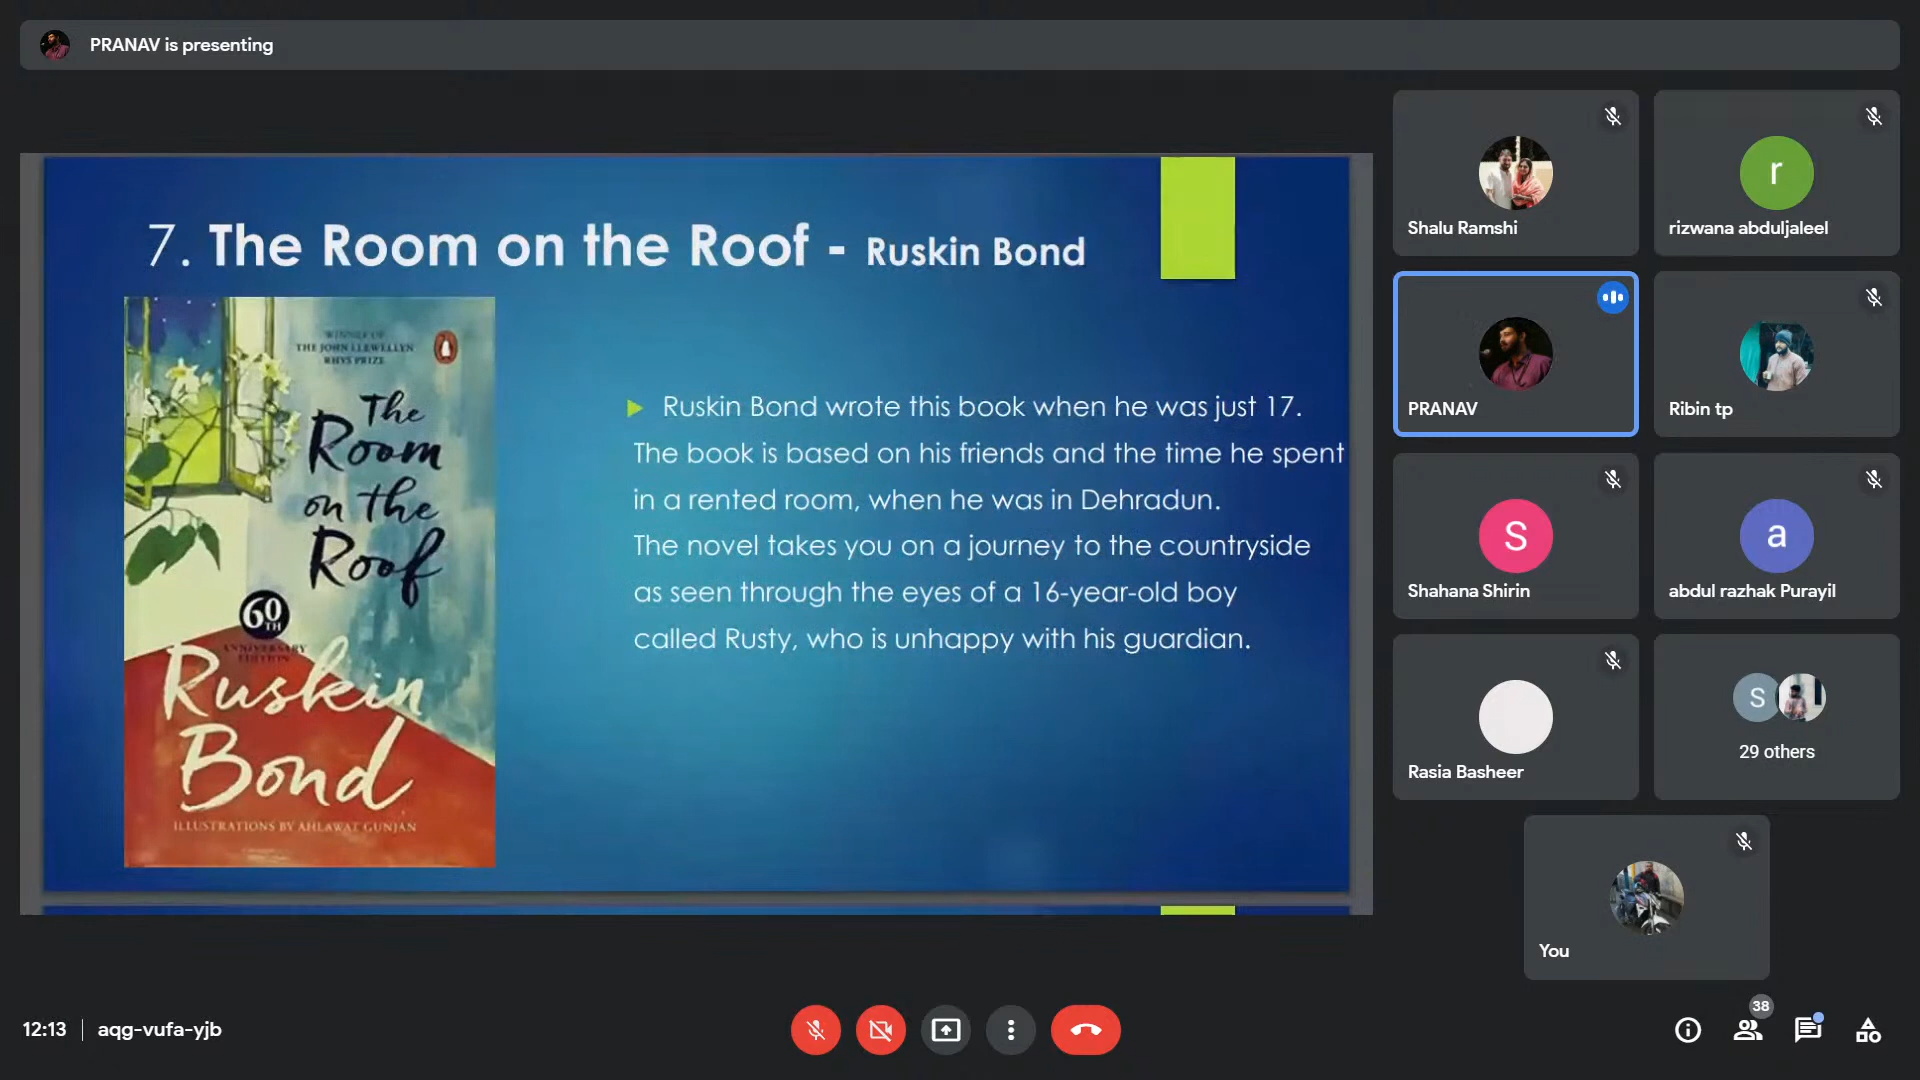 PRANAV is presenting
7. The Room on the Roof - Ruskin Bond
WINNER OF
THE JOHN LLEWELLYN
RHYS PRIZE
The
Room
on the
Roof
60TH
ANNIVERSARY
EDITION
Ruskin
Bond
ILLUSTRATIONS BY AHLAWAT GUNJAN
Ruskin Bond wrote this book when he was just 17.
The book is based on his friends and the time he spent
in a rented room, when he was in Dehradun.
The novel takes you on a journey to the countryside
as seen through the eyes of a 16-year-old boy
called Rusty, who is unhappy with his guardian.
Shalu Ramshi
r
rizwana abduljaleel
PRANAV
Ribin tp
S
Shahana Shirin
a
abdul razhak Purayil
Rasia Basheer
S
29 others
You
12:13
aqg-vufa-yjb
38